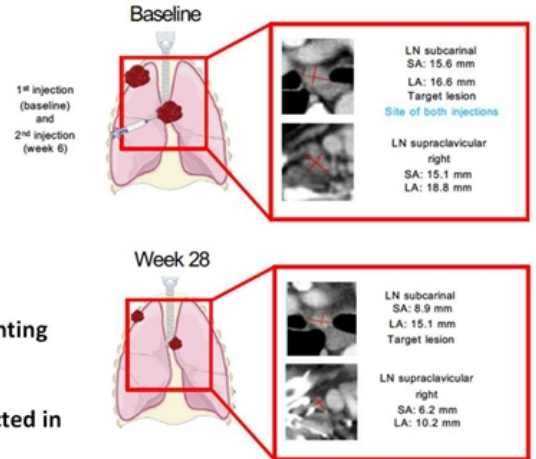 Baseline
1st injection
(baseline)
and
2nd injection
(week 6)
LN subcarinal
SA: 15.6 mm
LA: 16.6 mm
Target lesion
Site of both injections
LN supraclavicular
right
SA: 15.1 mm
LA: 18.8 mm
Week 28
LN subcarinal
SA: 8.9 mm
LA: 15.1 mm
Target lesion
LN supraclavicular
right
SA: 6.2 mm
LA: 10.2 mm
in